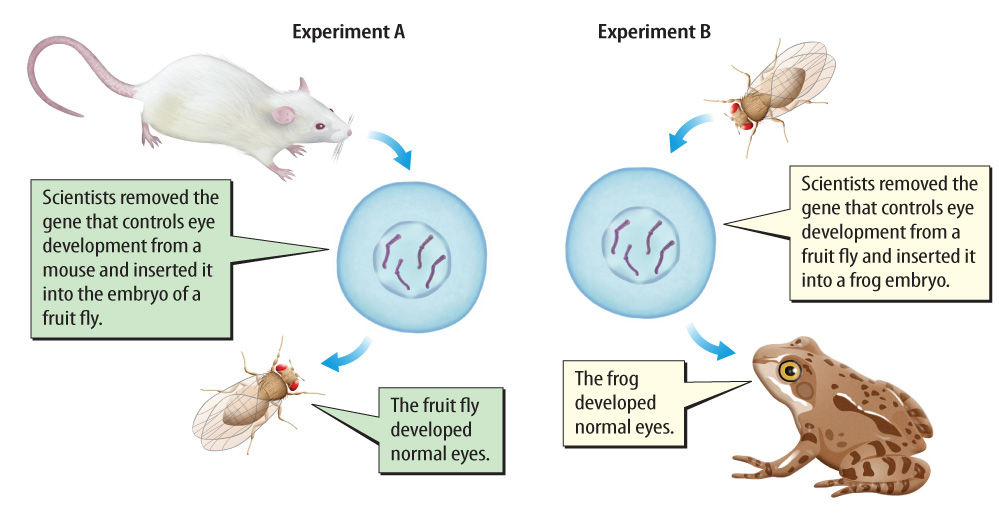 Experiment A
Scientists removed the
gene that controls eye
development from a
mouse and inserted it
into the embryo of a
fruit fly.
The fruit fly
developed
normal eyes.
Experiment B
Scientists removed the
gene that controls eye
development from a
fruit fly and inserted it
into a frog embryo.
The frog
developed
normal eyes.